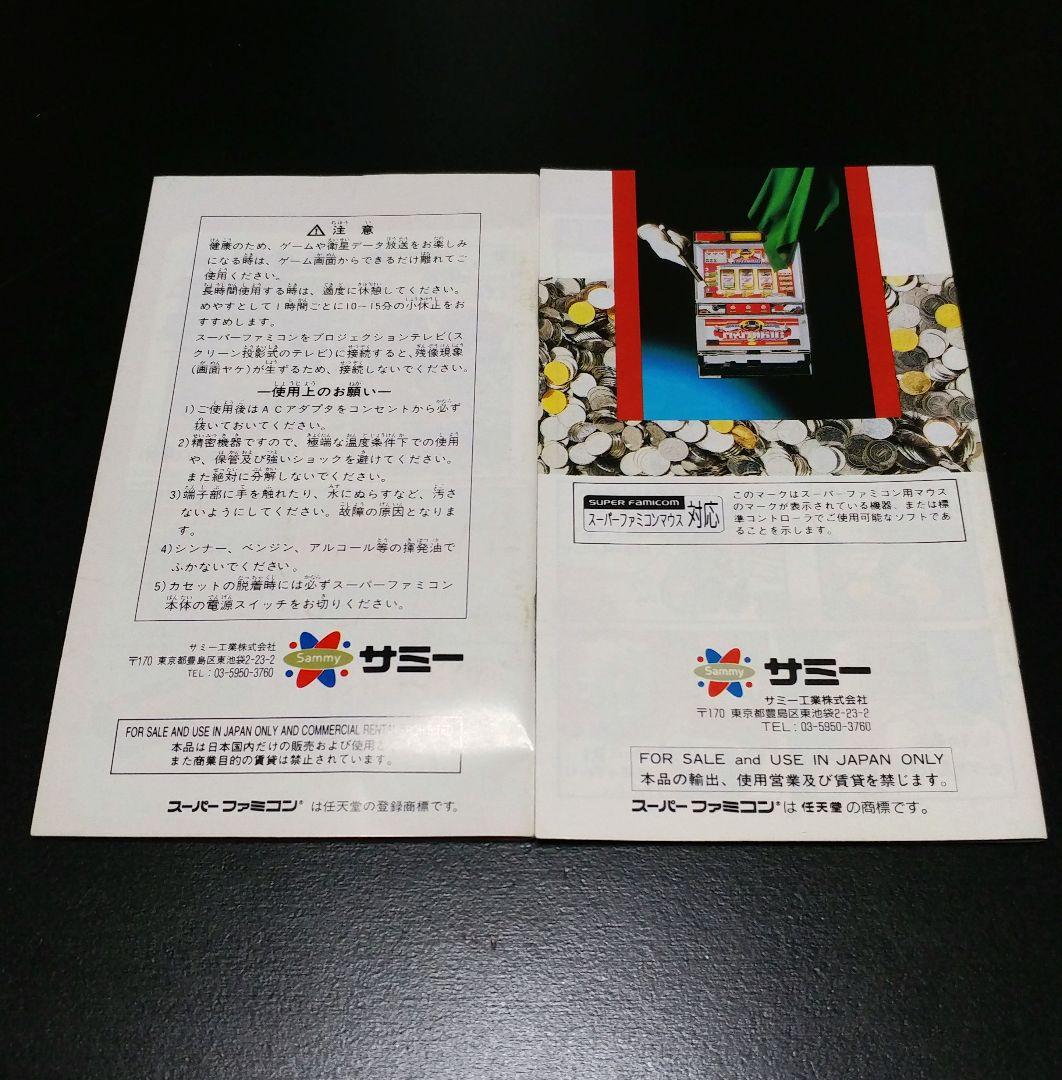 注意
健康のため、ゲームや衛星データ放送をお楽しみ
になる時は、ゲーム画面からできるだけ離れてご
使用ください。
長時間使用する時は、適度に休憩してください。
めやすとして1時間ごとに10−15分の小休止をお
すすめします。
スーパーファミコンをプロジェクションテレビ(ス
クリーン投影式のテレビ)に接続すると、残像現象
(画面ヤケ)が生ずるため、接続しないでください。
―使用上のお願い―
1)ご使用後はACアダプタをコンセントから必ず
抜いておいてください。
2)精密機器ですので、極端な温度条件下での使用
や、保管及び強いショックを避けてください。
また絶対に分解しないでください。
3)端子部に手を触れたり、水にぬらすなど、汚さ
ないようにしてください。故障の原因となりま
す。
4)シンナー、ベンジン、アルコール等の揮発油で
ふかないでください。
5)カセットの脱着時には必ずスーパーファミコン
本体の電源スイッチをお切りください。
サミー工業株式会社
〒170 東京都豊島区東池袋2-23-2
TEL：03-5950-3760
Sammy
サミー
FOR SALE AND USE IN JAPAN ONLY AND COMMERCIAL
本品は日本国内だけの販売および使用と
また商業目的の賃貸は禁止されています。
スーパーファミコン®は任天堂の登録商標です。
SUPER FAMICOM
スーパーファミコンマウス 対応
このマークはスーパーファミコン用マウス
のマークが表示されている機器、または標
準コントローラでご使用可能なソフトであ
ることを示します。
Sammy
サミー
サミー工業株式会社
〒170 東京都豊島区東池袋2-23-2
TEL：03-5950-3760
FOR SALE and USE IN JAPAN ONLY
本品の輸出、使用営業及び賃貸を禁じます。
スーパーファミコン®は任天堂の商標です。